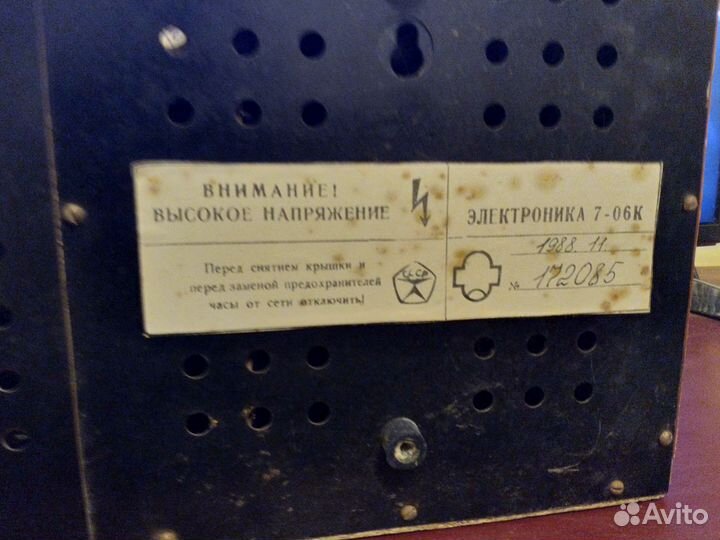 ВНИМАНИЕ!
ВЫСОКОЕ НАПРЯЖЕНИЕ
Перед снятием крышки и
перед заменой предохранителей
часы от сети отключить!
СССР
ЭЛЕКТРОНИКА 7-06К
1988.11.
№ 172085
Avito